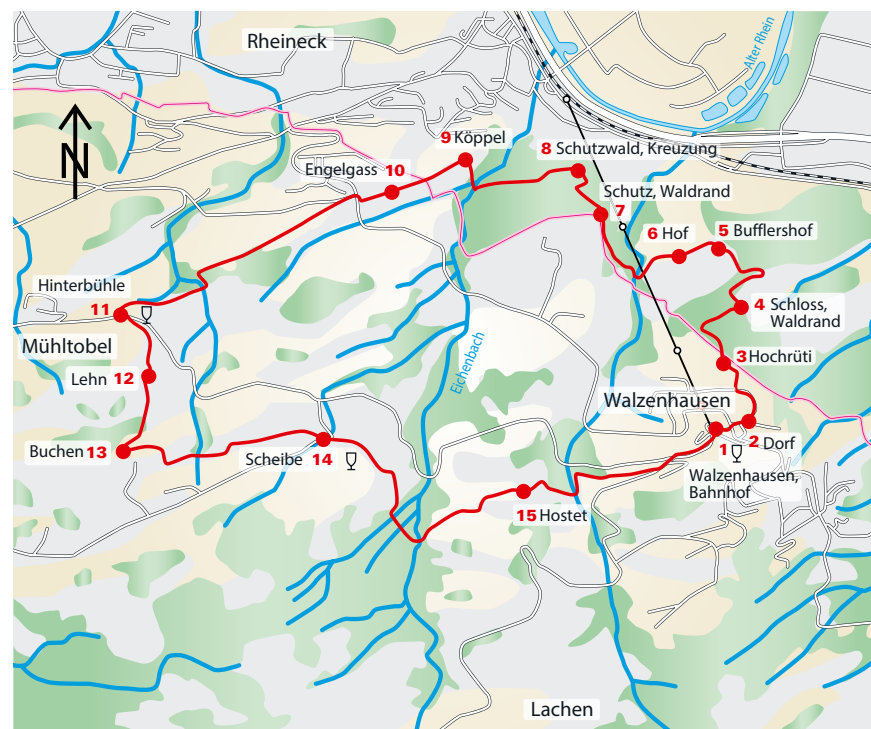 Rheineck
Alter Rhein
N
9 Köppel
8 Schutzwald, Kreuzung
Engelgass 10
Schutz, Waldrand
7
6 Hof
5 Bufflershof
Hinterbühle
11
4 Schloss,
Waldrand
Mühltobel
3 Hochrüti
Eichenbach
Lehn 12
Walzenhausen
Buchen 13
Scheibe 14
1
2 Dorf
Walzenhausen,
Bahnhof
15 Hostet
Lachen